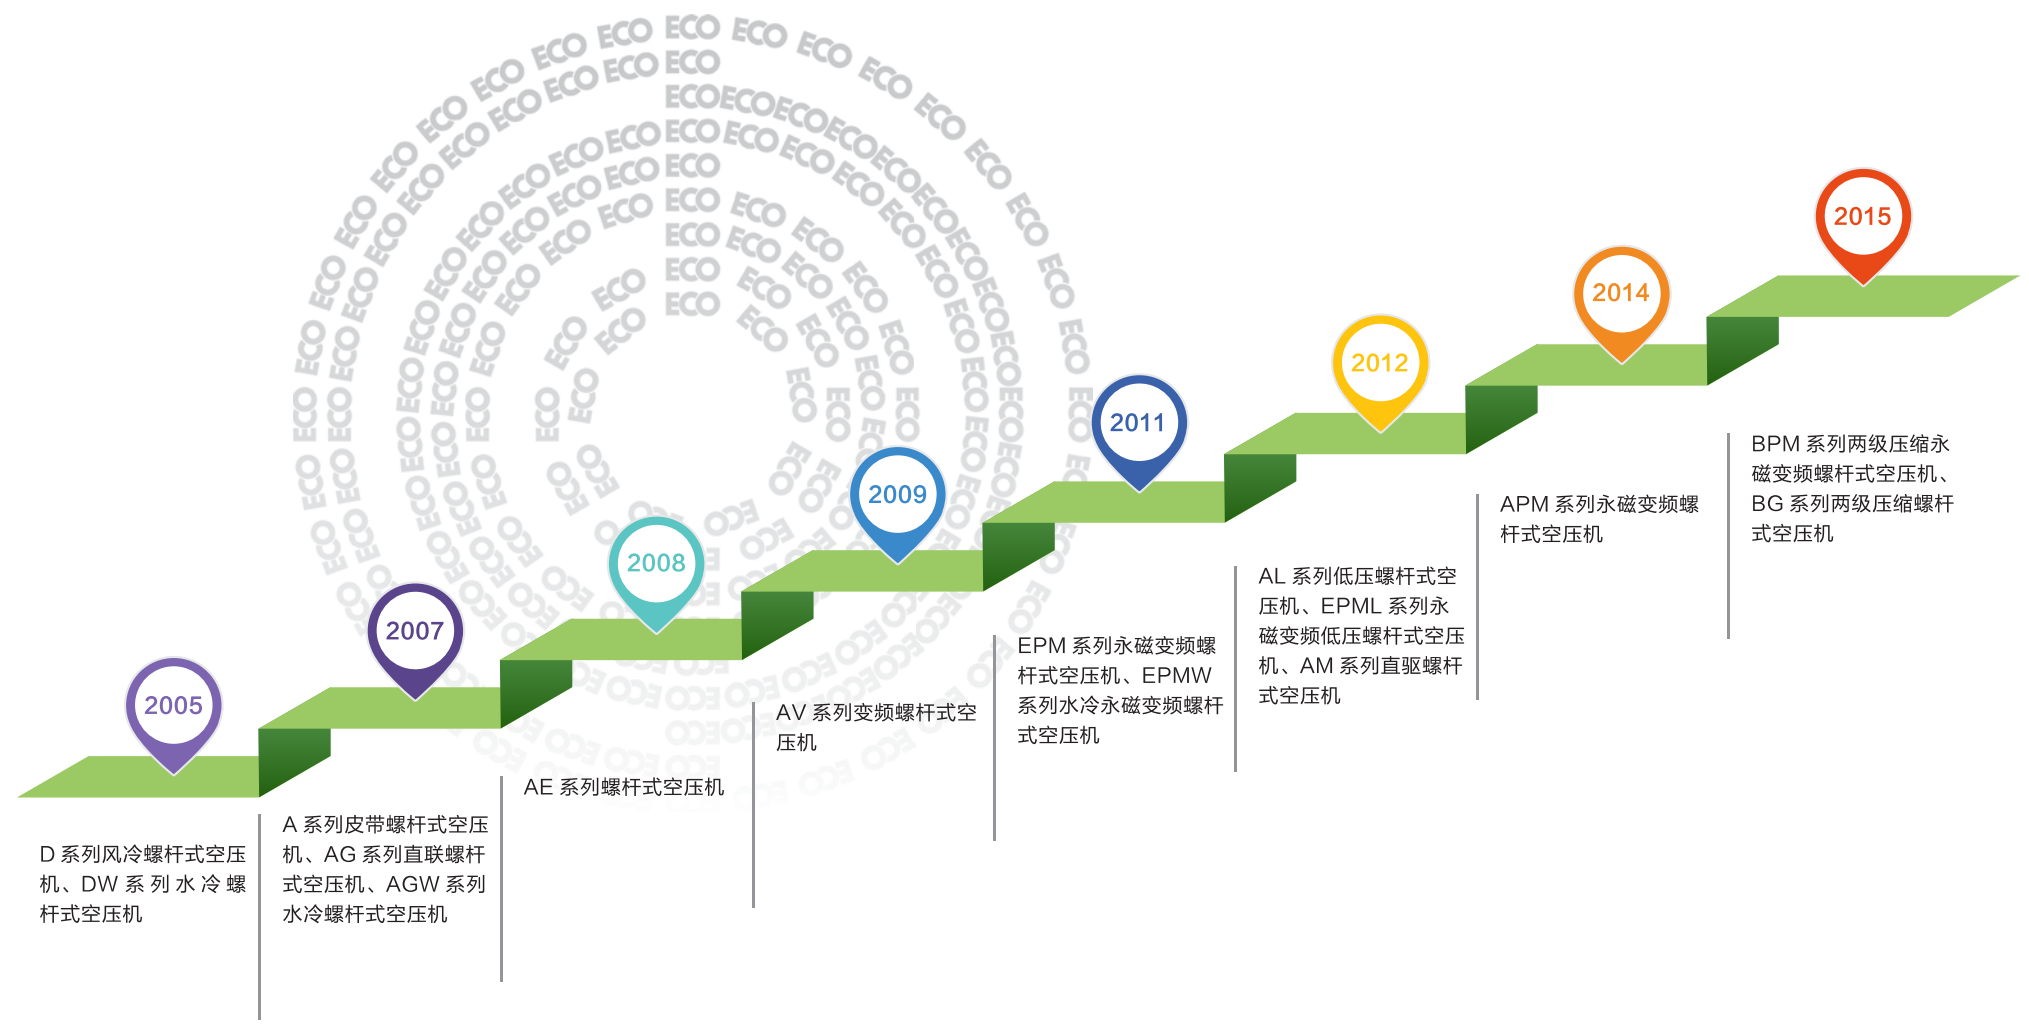 2005
D 系列风冷螺杆式空压
机、DW 系列水冷螺
杆式空压机
2007
A 系列皮带螺杆式空压
机、AG 系列直联螺杆
式空压机、AGW 系列
水冷螺杆式空压机
2008
AE 系列螺杆式空压机
2009
AV 系列变频螺杆式空
压机
2011
EPM 系列永磁变频螺
杆式空压机、EPMW
系列水冷永磁变频螺杆
式空压机
2012
AL 系列低压螺杆式空
压机、EPML 系列永
磁变频低压螺杆式空压
机、AM 系列直驱螺杆
式空压机
2014
APM 系列永磁变频螺
杆式空压机
2015
BPM 系列两级压缩永
磁变频螺杆式空压机、
BG 系列两级压缩螺杆
式空压机
ECO